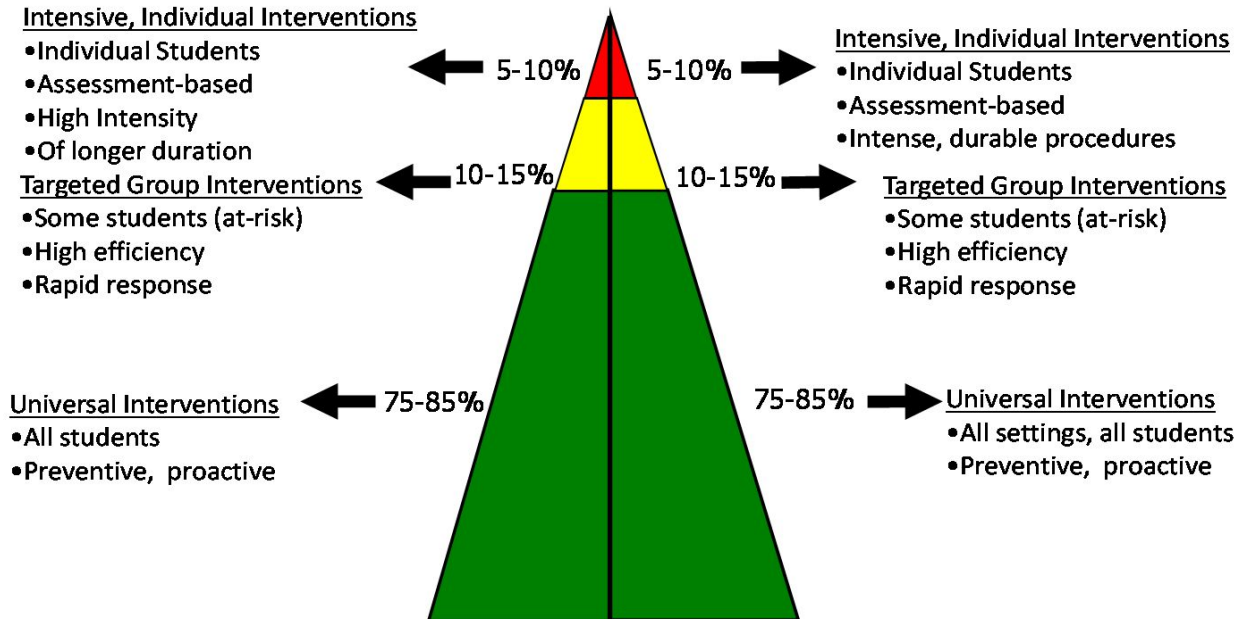 Intensive, Individual Interventions
•Individual Students
•Assessment-based
•High Intensity
•Of longer duration
5-10%
5-10%
Intensive, Individual Interventions
•Individual Students
•Assessment-based
•Intense, durable procedures
Targeted Group Interventions
•Some students (at-risk)
•High efficiency
•Rapid response
10-15%
10-15%
Targeted Group Interventions
•Some students (at-risk)
•High efficiency
•Rapid response
Universal Interventions
•All students
•Preventive,  proactive
75-85%
75-85%
Universal Interventions
•All settings, all students
•Preventive,  proactive